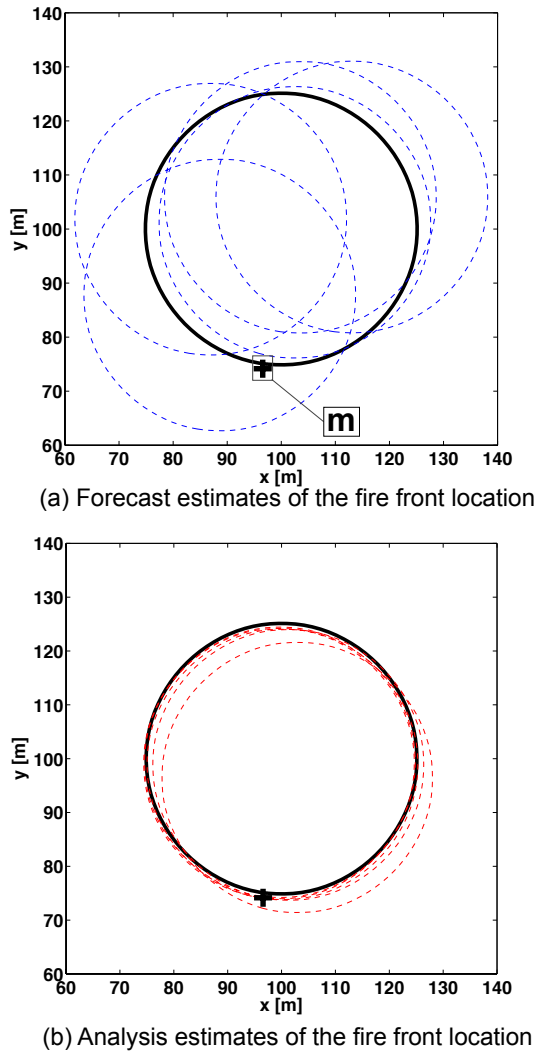 140
130
120
110
100
90
80
70
60
y [m]
m
60 70 80 90 100 110 120 130 140
x [m]
(a) Forecast estimates of the fire front location
140
130
120
110
100
90
80
70
60
y [m]
60 70 80 90 100 110 120 130 140
x [m]
(b) Analysis estimates of the fire front location